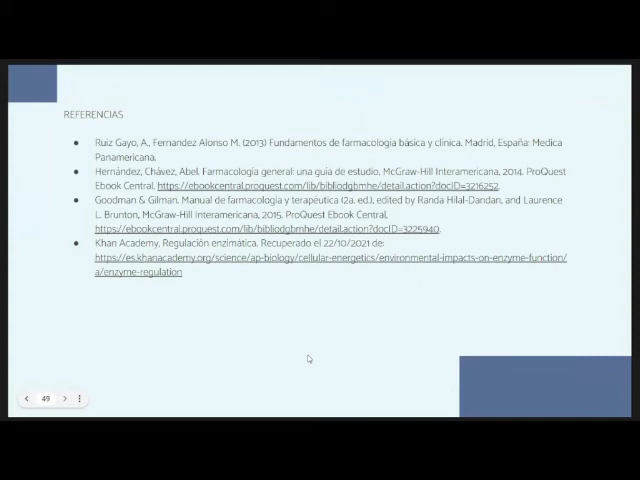 REFERENCIAS
● Ruiz Gayo, A., Fernandez Alonso M. (2013) Fundamentos de farmacología básica y clínica. Madrid, España: Medica
Panamericana.
● Hernández, Chávez, Abel. Farmacología general: una guía de estudio, McGraw-Hill Interamericana, 2014. ProQuest
Ebook Central, https://ebookcentral.proquest.com/lib/bibliodgbmhe/detail.action?docID=3216252.
● Goodman & Gilman. Manual de farmacología y terapéutica (2a. ed.), edited by Randa Hilal-Dandan, and Laurence
L. Brunton, McGraw-Hill Interamericana, 2015. ProQuest Ebook Central,
https://ebookcentral.proquest.com/lib/bibliodgbmhe/detail.action?docID=3225940.
● Khan Academy, Regulación enzimática. Recuperado el 22/10/2021 de:
https://es.khanacademy.org/science/ap-biology/cellular-energetics/environmental-impacts-on-enzyme-function/
a/enzyme-regulation
49